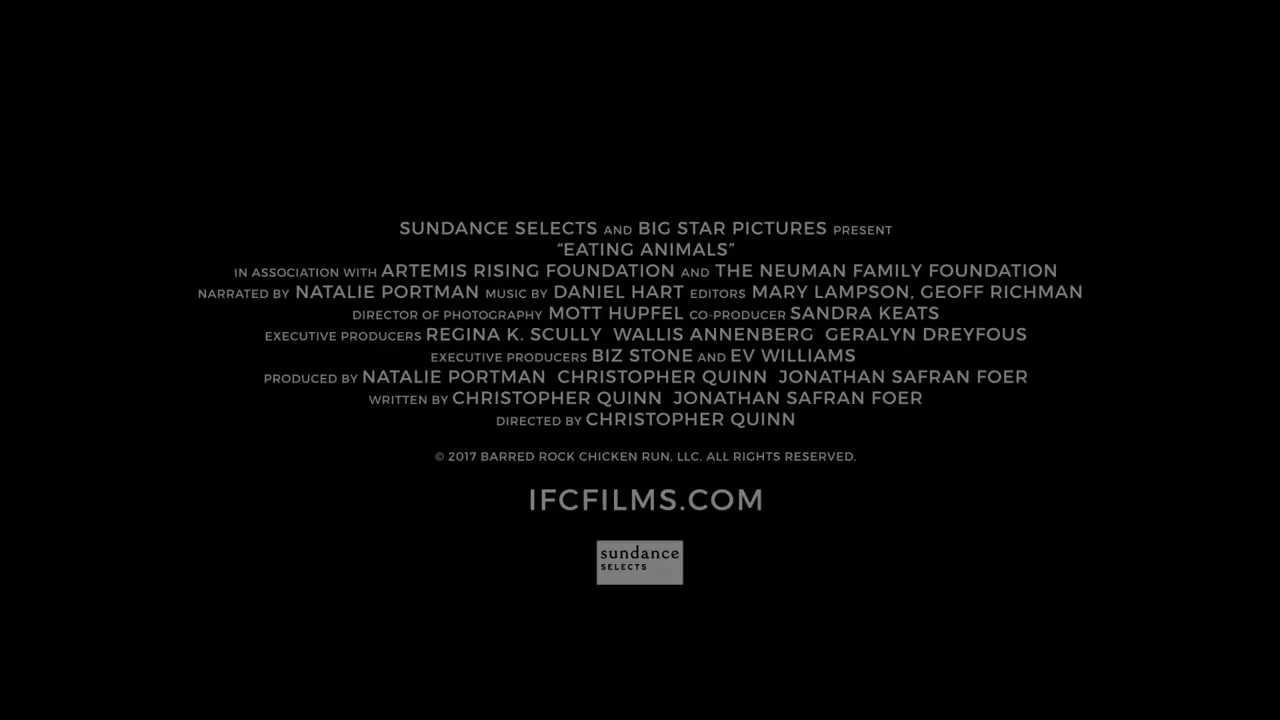 SUNDANCE SELECTS AND BIG STAR PICTURES PRESENT
“EATING ANIMALS”
IN ASSOCIATION WITH ARTEMIS RISING FOUNDATION AND THE NEUMAN FAMILY FOUNDATION
NARRATED BY NATALIE PORTMAN MUSIC BY DANIEL HART EDITORS MARY LAMPSON, GEOFF RICHMAN
DIRECTOR OF PHOTOGRAPHY MOTT HUPFEL CO-PRODUCER SANDRA KEATS
EXECUTIVE PRODUCERS REGINA K. SCULLY WALLIS ANNENBERG GERALYN DREYFOUS
EXECUTIVE PRODUCERS BIZ STONE AND EV WILLIAMS
PRODUCED BY NATALIE PORTMAN CHRISTOPHER QUINN JONATHAN SAFRAN FOER
WRITTEN BY CHRISTOPHER QUINN JONATHAN SAFRAN FOER
DIRECTED BY CHRISTOPHER QUINN
© 2017 BARRED ROCK CHICKEN RUN, LLC. ALL RIGHTS RESERVED.
IFCFILMS.COM
sundance
SELECTS